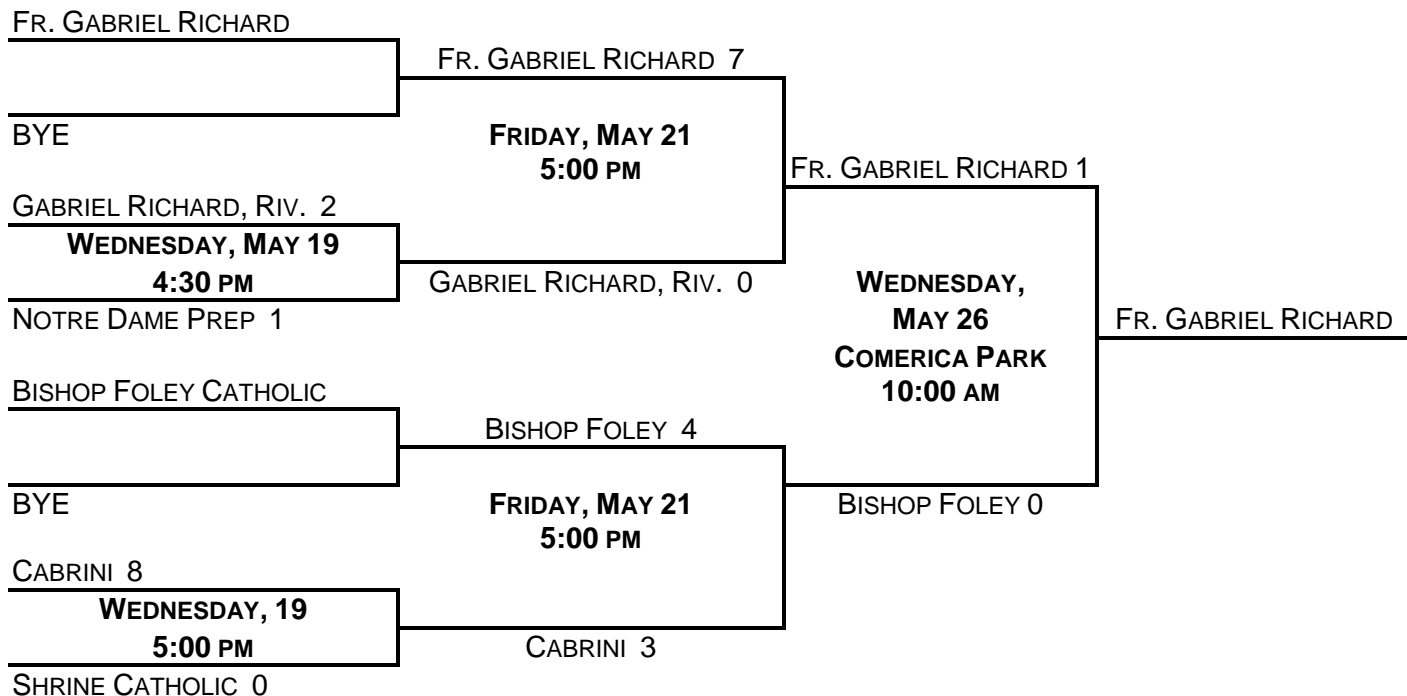 FR. GABRIEL RICHARD
BYE
GABRIEL RICHARD, RIV. 2
WEDNESDAY, MAY 19
4:30 PM
NOTRE DAME PREP 1
BISHOP FOLEY CATHOLIC
BYE
CABRINI 8
WEDNESDAY, 19
5:00 PM
SHRINE CATHOLIC 0
FR. GABRIEL RICHARD 7
FRIDAY, MAY 21
5:00 PM
GABRIEL RICHARD, RIV. 0
BISHOP FOLEY 4
FRIDAY, MAY 21
5:00 PM
CABRINI 3
FR. GABRIEL RICHARD 1
WEDNESDAY,
MAY 26
COMERICA PARK
10:00 AM
BISHOP FOLEY 0
FR. GABRIEL RICHARD